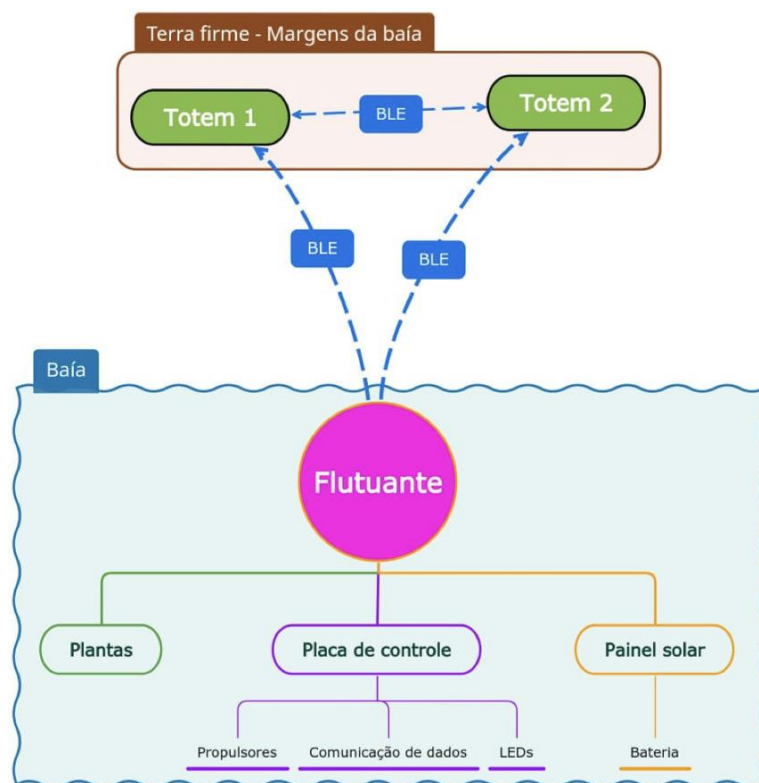 Terra firme - Margens da baía
Totem 1
BLE
Totem 2
BLE
BLE
Baía
Flutuante
Plantas
Placa de controle
Painel solar
Propulsores
Comunicação de dados
LEDs
Bateria